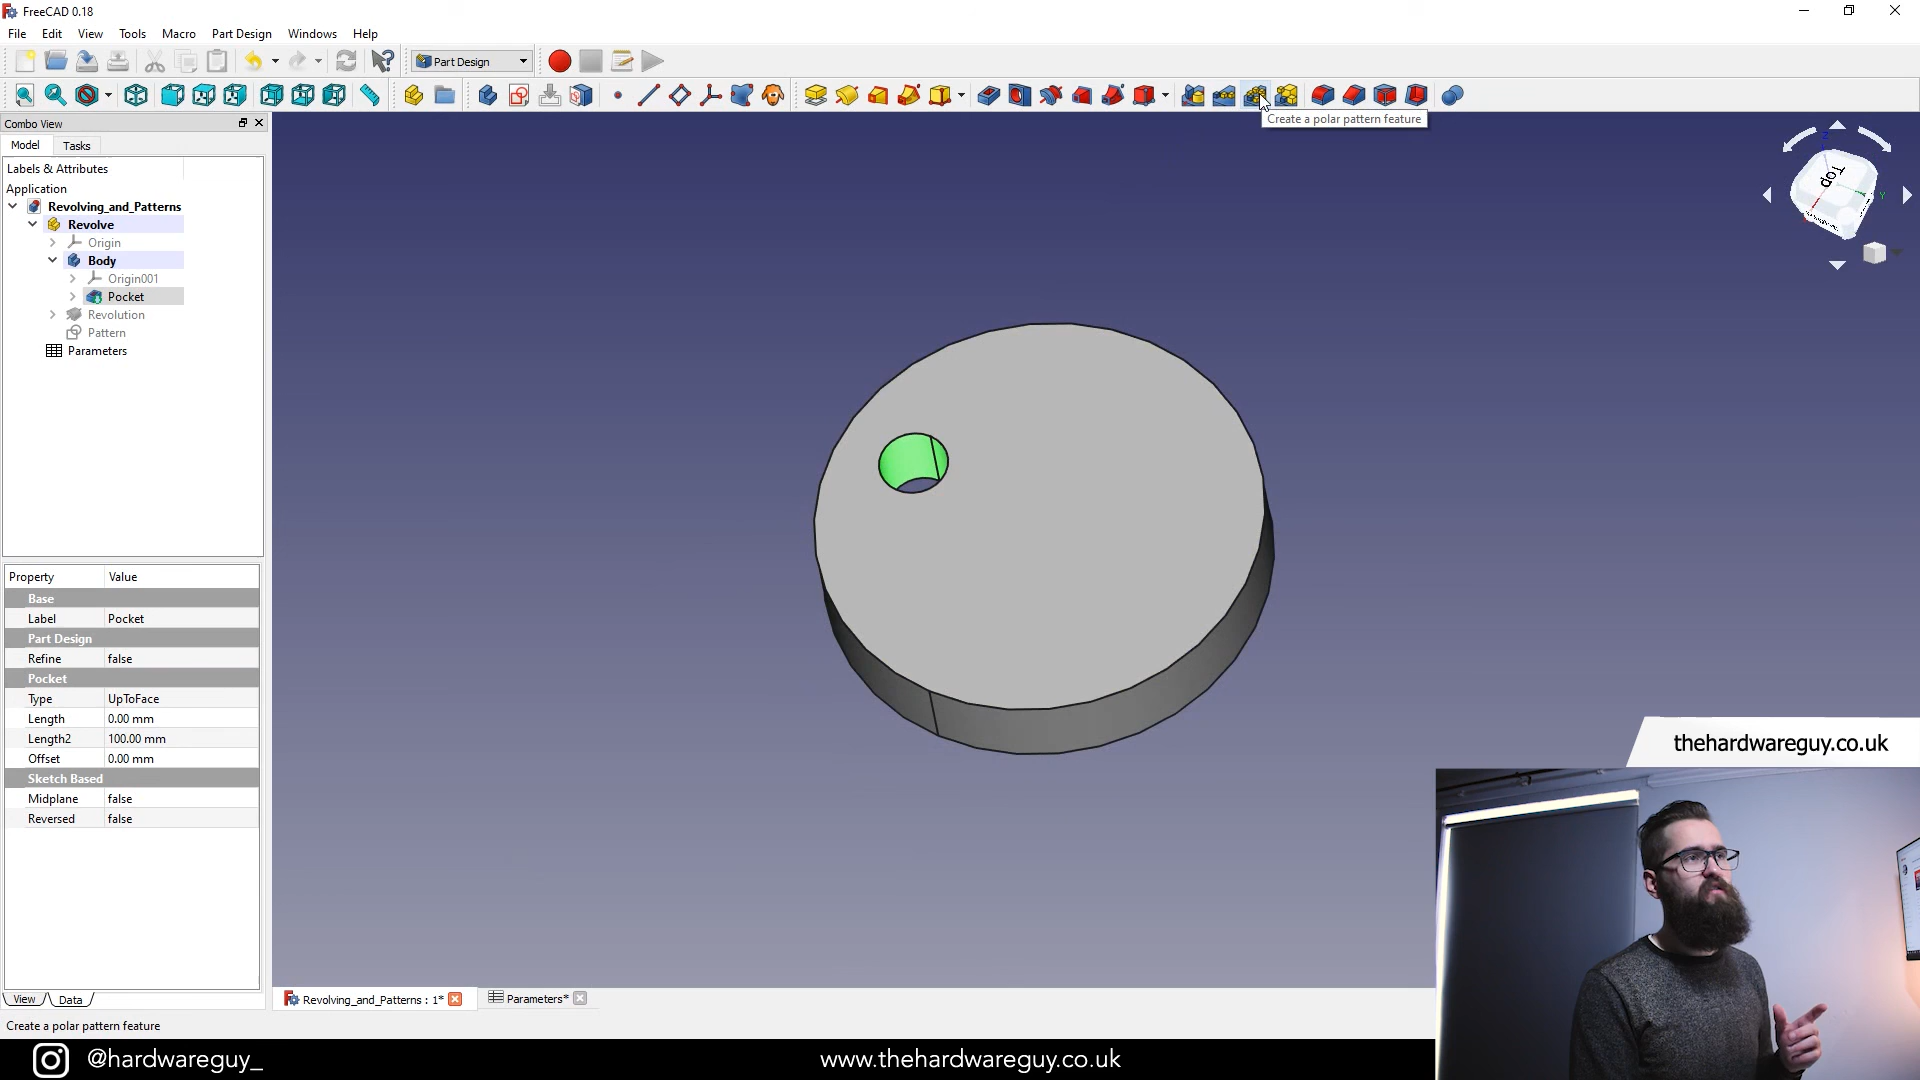 FreeCAD 0.18
File Edit View Tools Macro Part Design Windows Help
Part Design
Create a polar pattern feature
Combo View
Model Tasks
Labels & Attributes
Application
Revolving_and_Patterns
Revolve
Origin
Body
Origin001
Pocket
Revolution
Pattern
Parameters
Top
Z
Y
Property Value
Base
Label Pocket
Part Design
Refine false
Pocket
Type UpToFace
Length 0.00 mm
Length2 100.00 mm
Offset 0.00 mm
Sketch Based
Midplane false
Reversed false
View Data
Revolving_and_Patterns : 1*
Parameters*
Create a polar pattern feature
thehardwareguy.co.uk
@hardwareguy_
www.thehardwareguy.co.uk